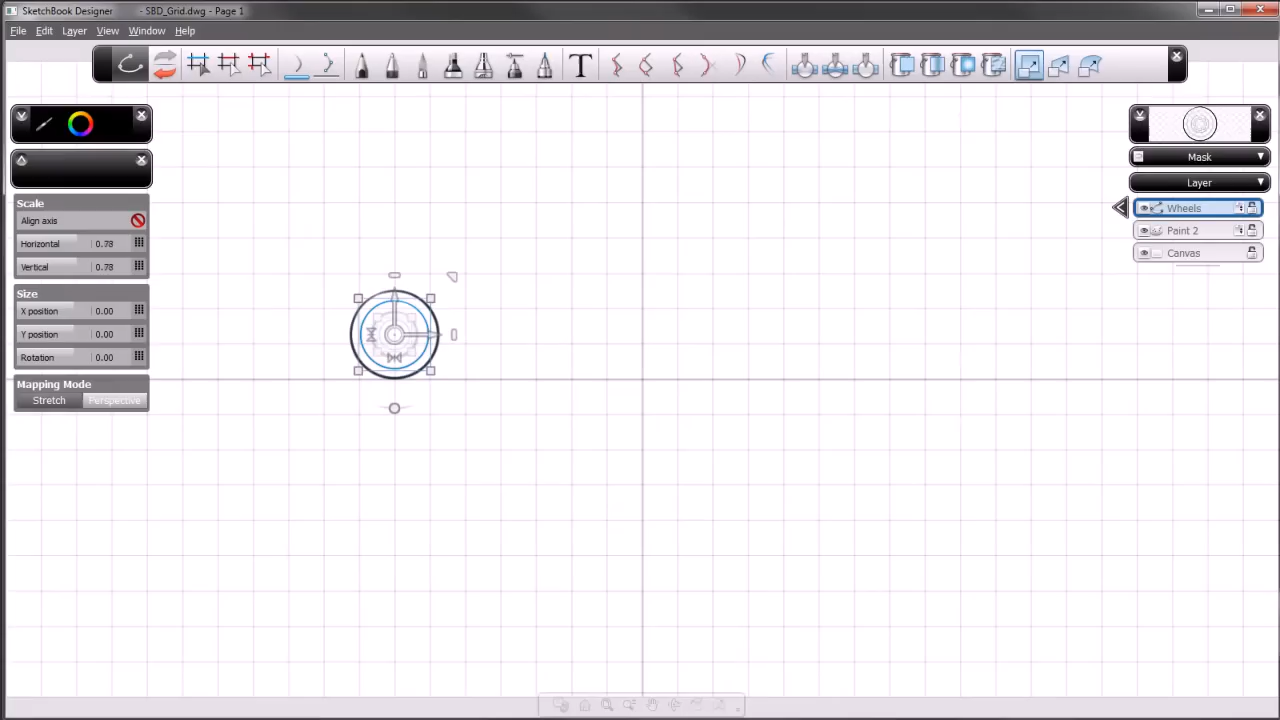 SketchBook Designer - SBD_Grid.dwg - Page 1
File Edit Layer View Window Help
T
Scale
Align axis
Horizontal 0.78
Vertical 0.78
Size
X position 0.00
Y position 0.00
Rotation 0.00
Mapping Mode
Stretch Perspective
Mask
Layer
Wheels
Paint 2
Canvas